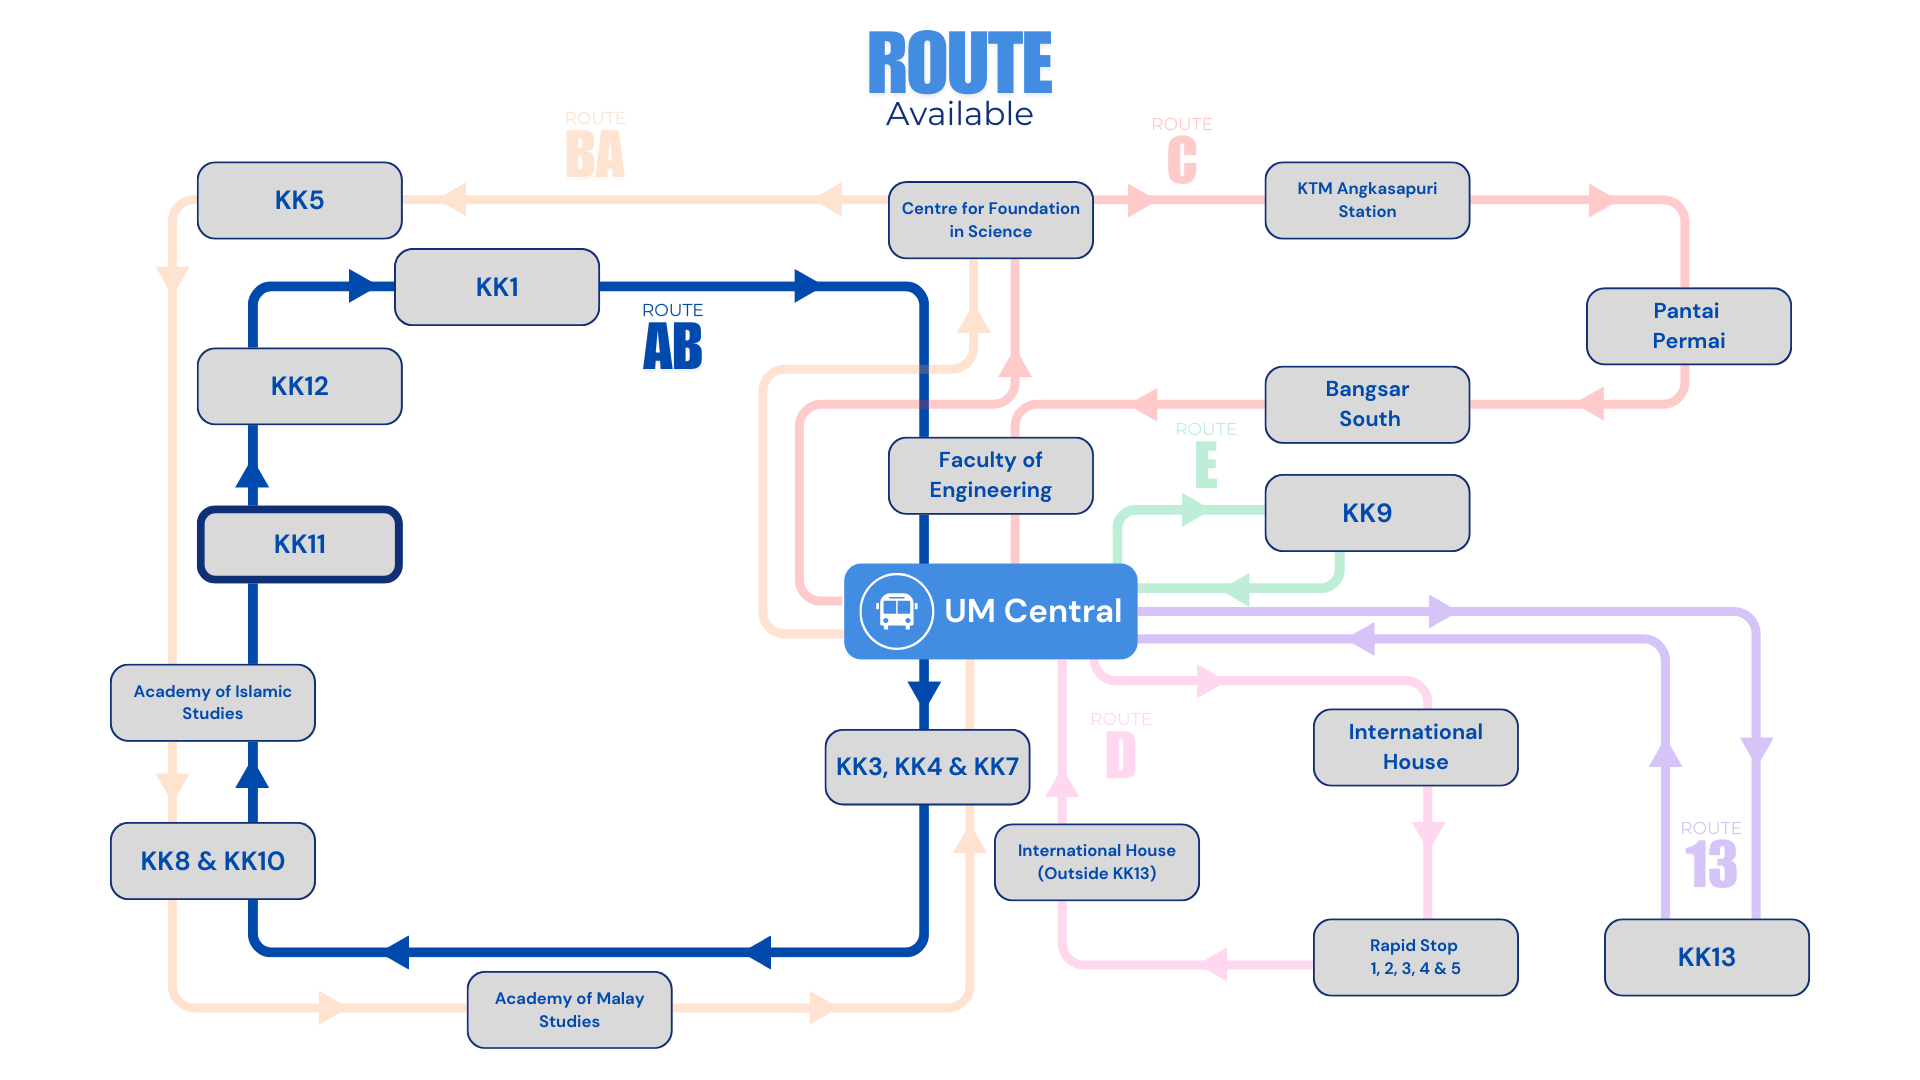 ROUTE
Available
ROUTE
BA
ROUTE
C
KK5
Centre for Foundation
in Science
KTM Angkasapuri
Station
KK1
ROUTE
AB
Pantai
Permai
KK12
Bangsar
South
ROUTE
E
Faculty of
Engineering
KK9
KK11
UM Central
Academy of Islamic
Studies
ROUTE
D
International
House
KK3, KK4 & KK7
KK8 & KK10
International House
(Outside KK13)
ROUTE
13
Rapid Stop
1, 2, 3, 4 & 5
KK13
Academy of Malay
Studies